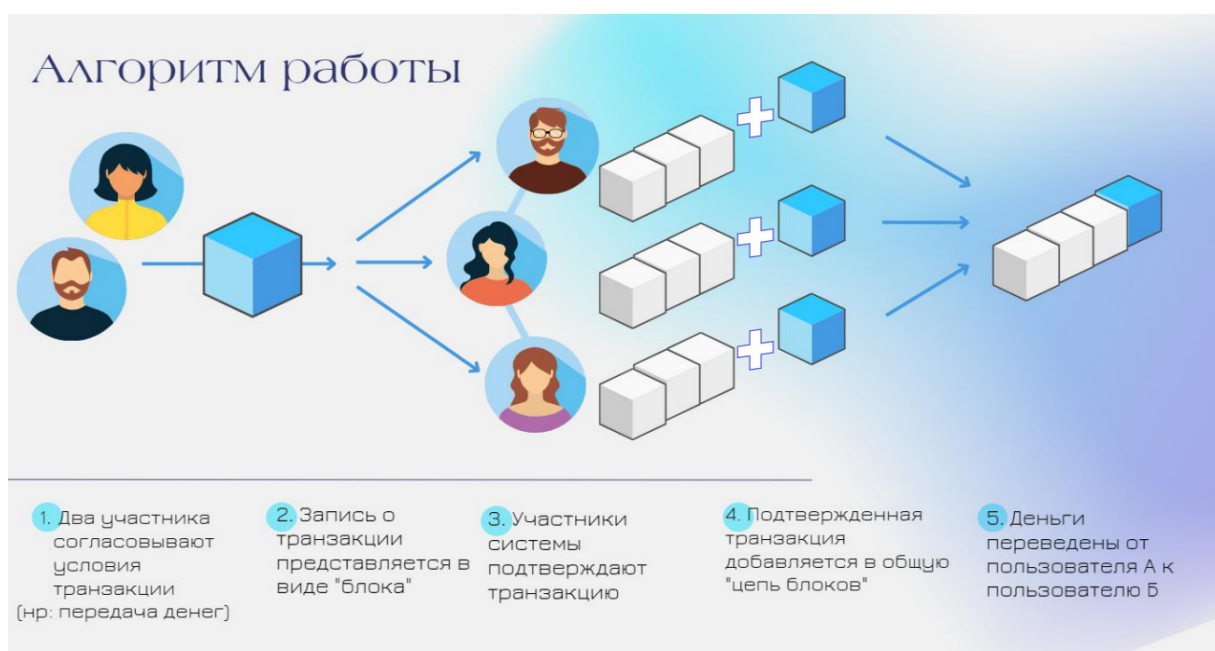 Алгоритм работы
1. Два участника
согласовывают
условия
транзакции
(нр: передача денег)
2. Запись о
транзакции
представляется в
виде "блока"
3. Участники
системы
подтверждают
транзакцию
4. Подтвержденная
транзакция
добавляется в общую
"цепь блоков"
5. Деньги
переведены от
пользователя А к
пользователю Б